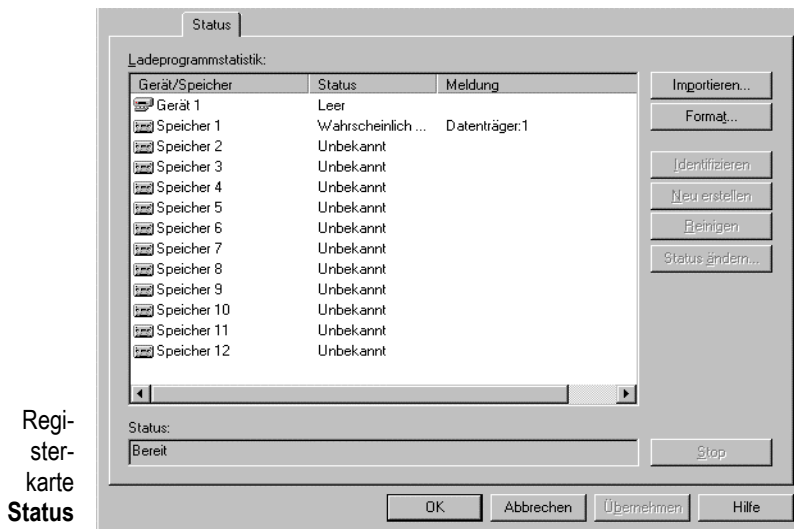 Status
Ladeprogrammstatistik:
Gerät/Speicher Status Meldung
Gerät 1 Leer
Speicher 1 Wahrscheinlich ... Datenträger:1
Speicher 2 Unbekannt
Speicher 3 Unbekannt
Speicher 4 Unbekannt
Speicher 5 Unbekannt
Speicher 6 Unbekannt
Speicher 7 Unbekannt
Speicher 8 Unbekannt
Speicher 9 Unbekannt
Speicher 10 Unbekannt
Speicher 11 Unbekannt
Speicher 12 Unbekannt
Importieren...
Format...
Identifizieren
Neu erstellen
Reinigen
Status ändern...
Status:
Bereit
Stop
OK Abbrechen Übernehmen Hilfe
Regi-
ster-
karte
Status